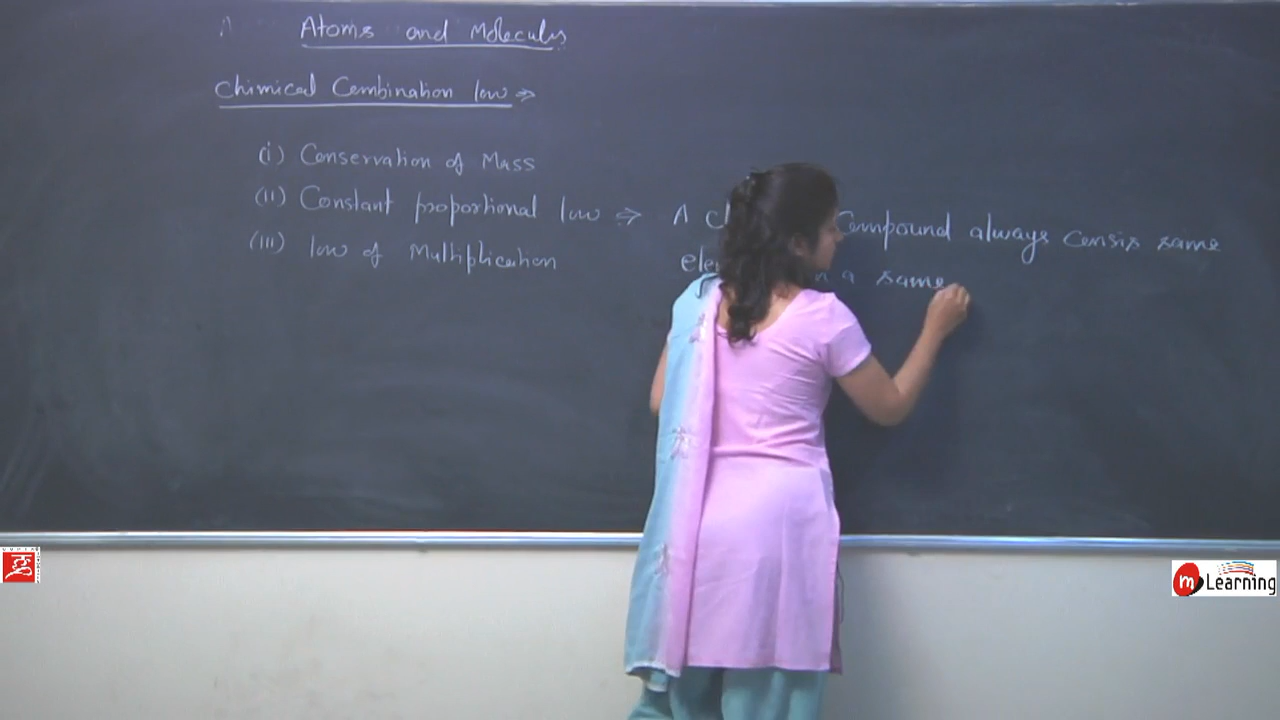 Atoms and Molecules
Chimical Combination law ⇒
(i) Conservation of Mass
(ii) Constant proportional law ⇒ A Compound always consis same
a same
(iii) law of Multiplication
m Learning